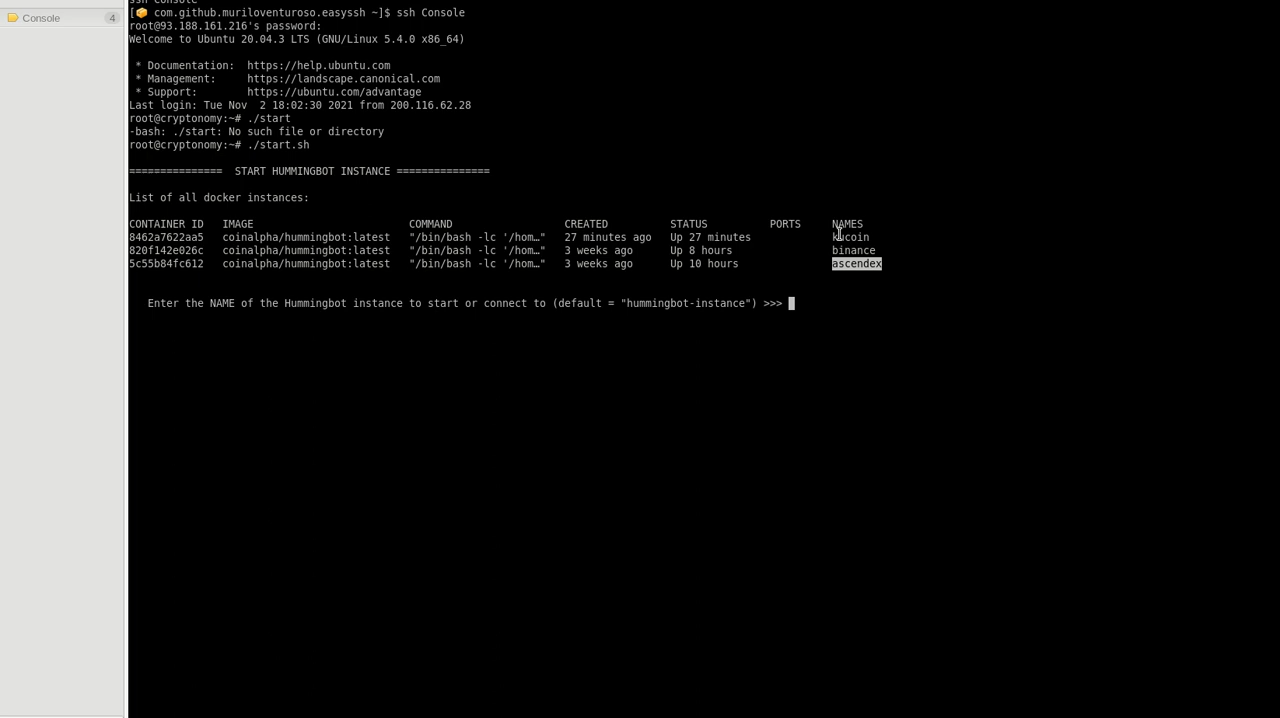 Console 4
ssh Console
[ com.github.muriloventuroso.easyssh ~]$ ssh Console
root@93.188.161.216's password:
Welcome to Ubuntu 20.04.3 LTS (GNU/Linux 5.4.0 x86_64)
* Documentation:  https://help.ubuntu.com
* Management:     https://landscape.canonical.com
* Support:        https://ubuntu.com/advantage
Last login: Tue Nov  2 18:02:30 2021 from 200.116.62.28
root@cryptonomy:~# ./start
-bash: ./start: No such file or directory
root@cryptonomy:~# ./start.sh
===============  START HUMMINGBOT INSTANCE ===============
List of all docker instances:
CONTAINER ID   IMAGE                         COMMAND                  CREATED          STATUS          PORTS     NAMES
8462a7622aa5   coinalpha/hummingbot:latest   "/bin/bash -lc '/hom…"   27 minutes ago   Up 27 minutes             kucoin
820f142e026c   coinalpha/hummingbot:latest   "/bin/bash -lc '/hom…"   3 weeks ago      Up 8 hours                binance
5c55b84fc612   coinalpha/hummingbot:latest   "/bin/bash -lc '/hom…"   3 weeks ago      Up 10 hours               ascendex
Enter the NAME of the Hummingbot instance to start or connect to (default = "hummingbot-instance") >>>